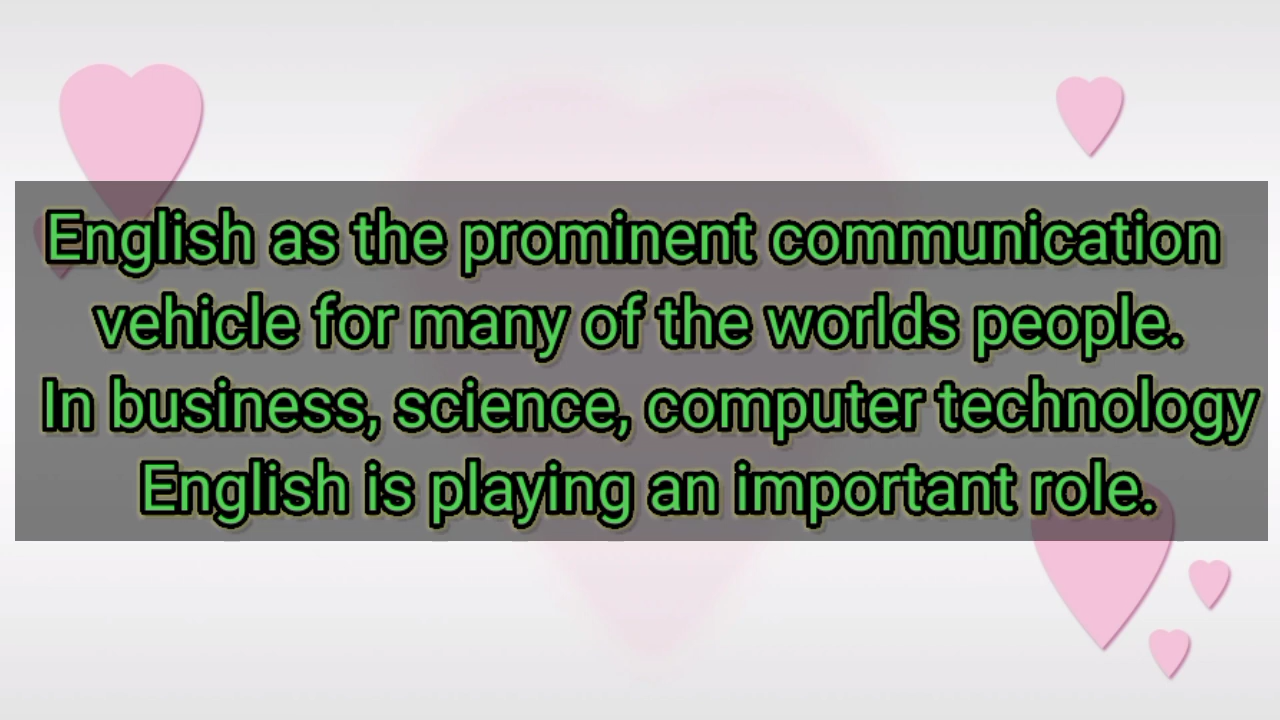 English as the prominent communication
vehicle for many of the worlds people.
In business, science, computer technology
English is playing an important role.